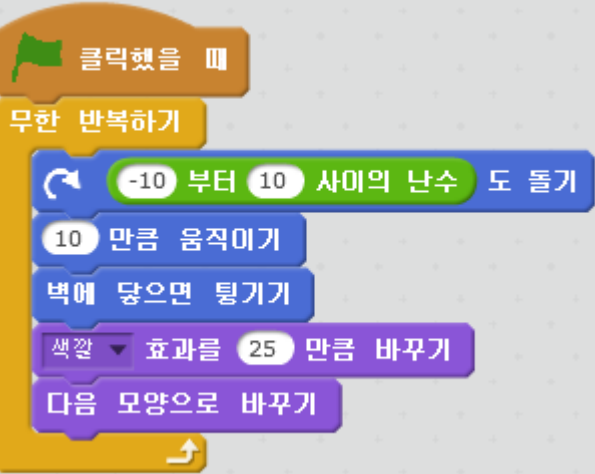 클릭했을 때
무한 반복하기
-10 부터 10 사이의 난수 도 돌기
10 만큼 움직이기
벽에 닿으면 튕기기
색깔 효과를 25 만큼 바꾸기
다음 모양으로 바꾸기